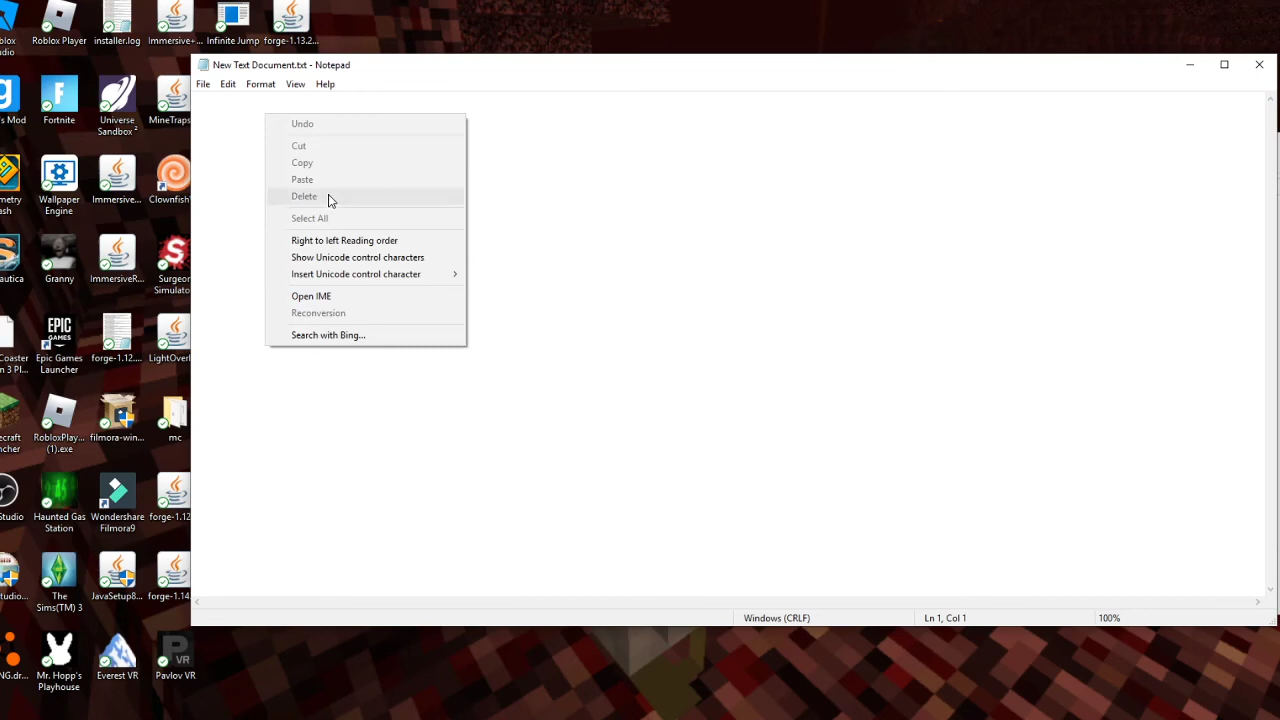 Roblox Player
installer.log
Immersive+...
Infinite Jump
forge-1.13.2...
New Text Document.txt - Notepad
File Edit Format View Help
Fortnite
Universe
Sandbox ²
MineTraps
Undo
Cut
Copy
Paste
Delete
Select All
Right to left Reading order
Show Unicode control characters
Insert Unicode control character
Open IME
Reconversion
Search with Bing...
Wallpaper
Engine
Immersive...
Clownfish
Granny
ImmersiveR...
Surgeon
Simulato
EPIC
GAMES
Epic Games
Launcher
forge-1.12...
LightOverl
RobloxPlay...
(1).exe
filmora-win...
mc
Haunted Gas
Station
Wondershare
Filmora9
forge-1.12
The
Sims(TM) 3
JavaSetup8...
forge-1.14
Windows (CRLF) Ln 1, Col 1 100%
VR
Mr. Hopp's
Playhouse
Everest VR
Pavlov VR